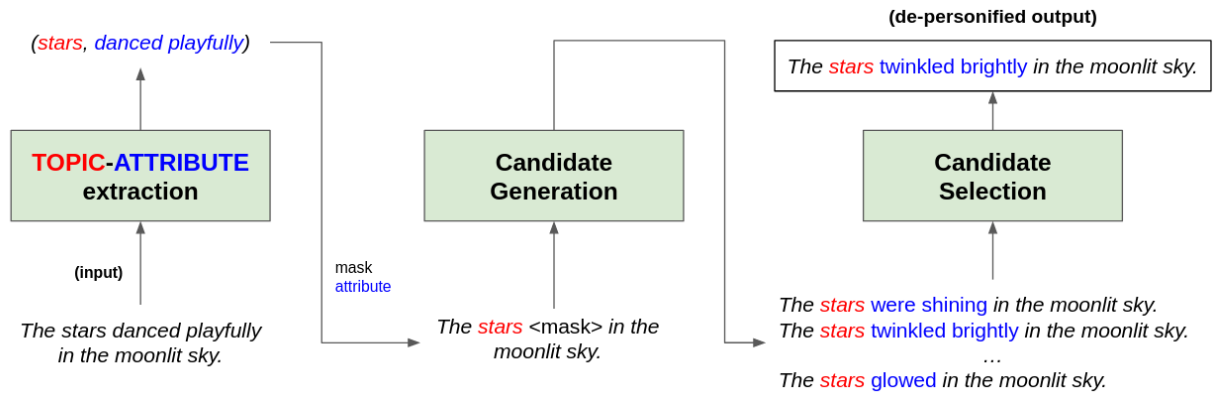 (stars, danced playfully)
TOPIC-ATTRIBUTE
extraction
(input)
The stars danced playfully
in the moonlit sky.
mask
attribute
Candidate
Generation
The stars <mask> in the
moonlit sky.
(de-personified output)
The stars twinkled brightly in the moonlit sky.
Candidate
Selection
The stars were shining in the moonlit sky.
The stars twinkled brightly in the moonlit sky.
...
The stars glowed in the moonlit sky.